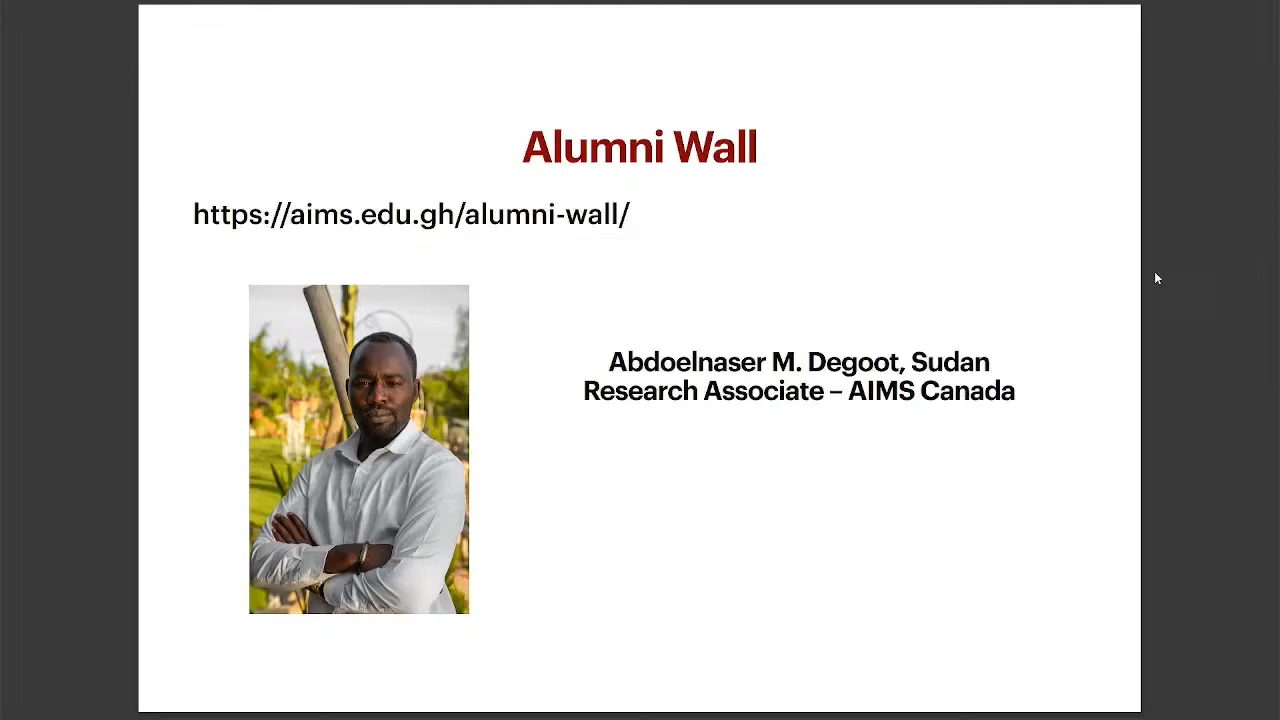 Alumni Wall
https://aims.edu.gh/alumni-wall/
Abdoelnaser M. Degoot, Sudan
Research Associate – AIMS Canada